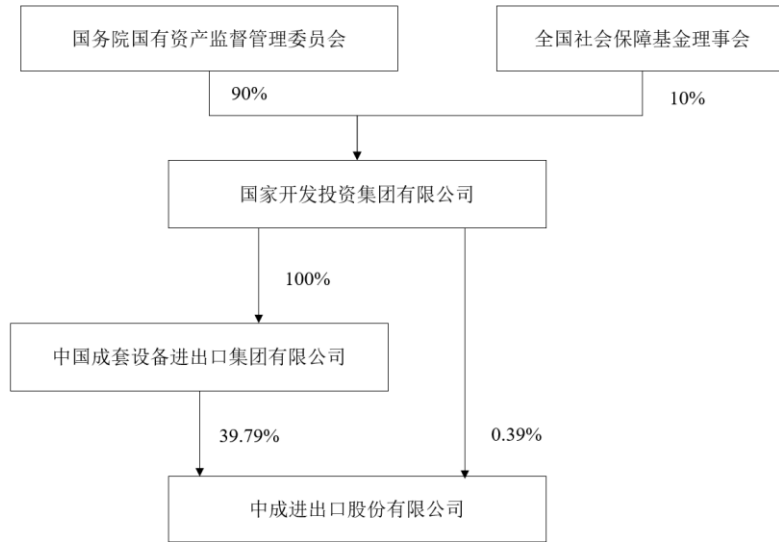 国务院国有资产监督管理委员会
全国社会保障基金理事会
90%
10%
国家开发投资集团有限公司
100%
中国成套设备进出口集团有限公司
39.79%
0.39%
中成进出口股份有限公司